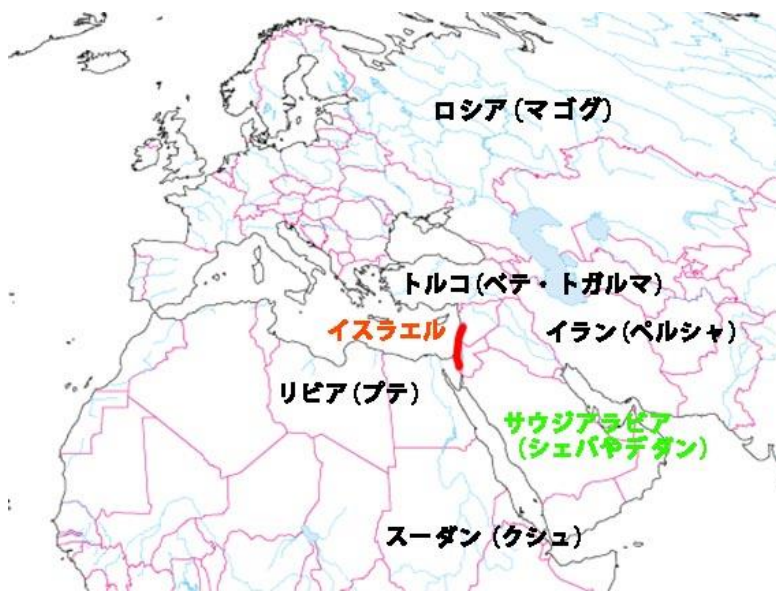 ロシア(マゴグ)
トルコ(ベテ・トガルマ)
イスラエル
イラン(ペルシャ)
リビア(プテ)
サウジアラビア
(シェバやデダン)
スーダン(クシュ)